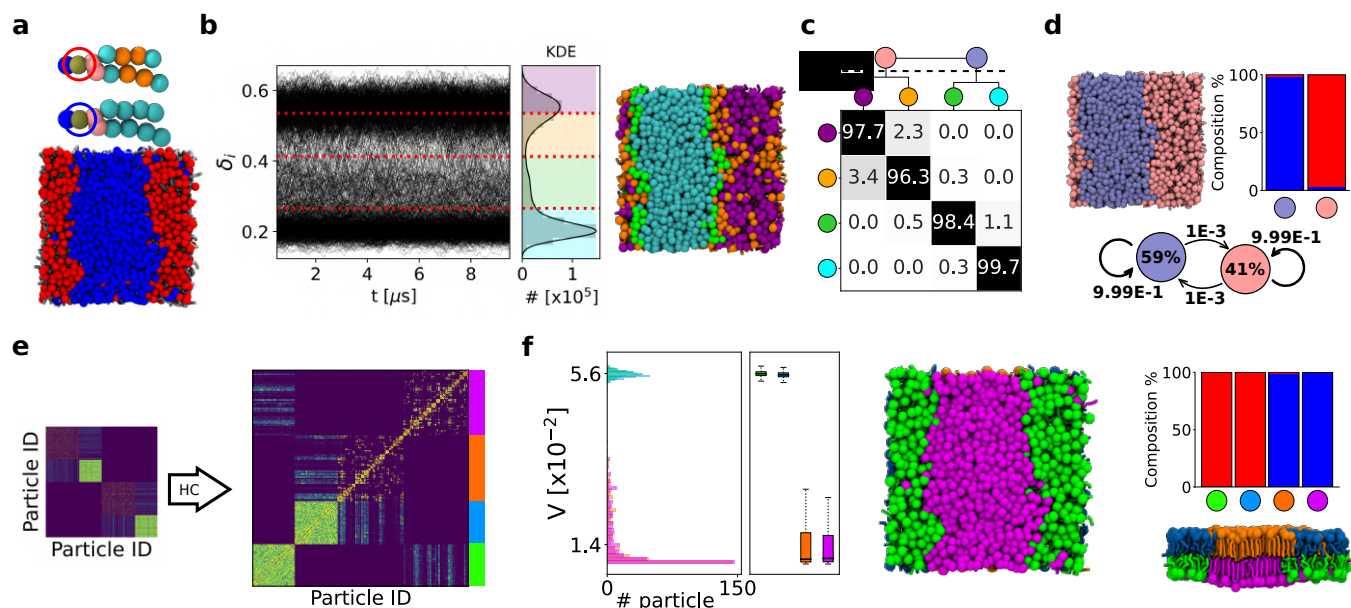 a
b
KDE
δi
0.6
0.4
0.2
2
4
6
8
t [μs]
0
1
# [x10⁵]
c
97.7 2.3 0.0 0.0
3.4 96.3 0.3 0.0
0.0 0.5 98.4 1.1
0.0 0.0 0.3 99.7
d
Composition %
100
50
0
1E-3
9.99E-1
59%
41%
9.99E-1
1E-3
e
Particle ID
Particle ID
HC
Particle ID
f
V [x10⁻²]
5.6
1.4
0
150
# particle
Composition %
100
50
0